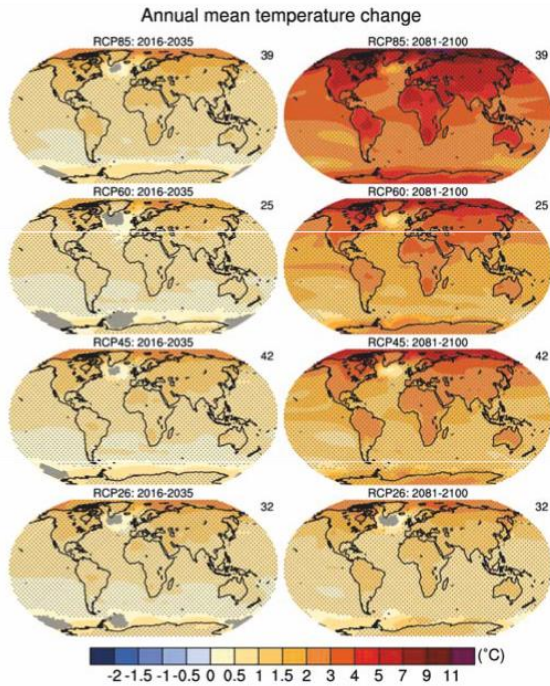 Annual mean temperature change
RCP85: 2016-2035
39
RCP85: 2081-2100
39
RCP60: 2016-2035
25
RCP60: 2081-2100
25
RCP45: 2016-2035
42
RCP45: 2081-2100
42
RCP26: 2016-2035
32
RCP26: 2081-2100
32
(°C)
-2 -1.5 -1 -0.5 0 0.5 1 1.5 2 3 4 5 7 9 11